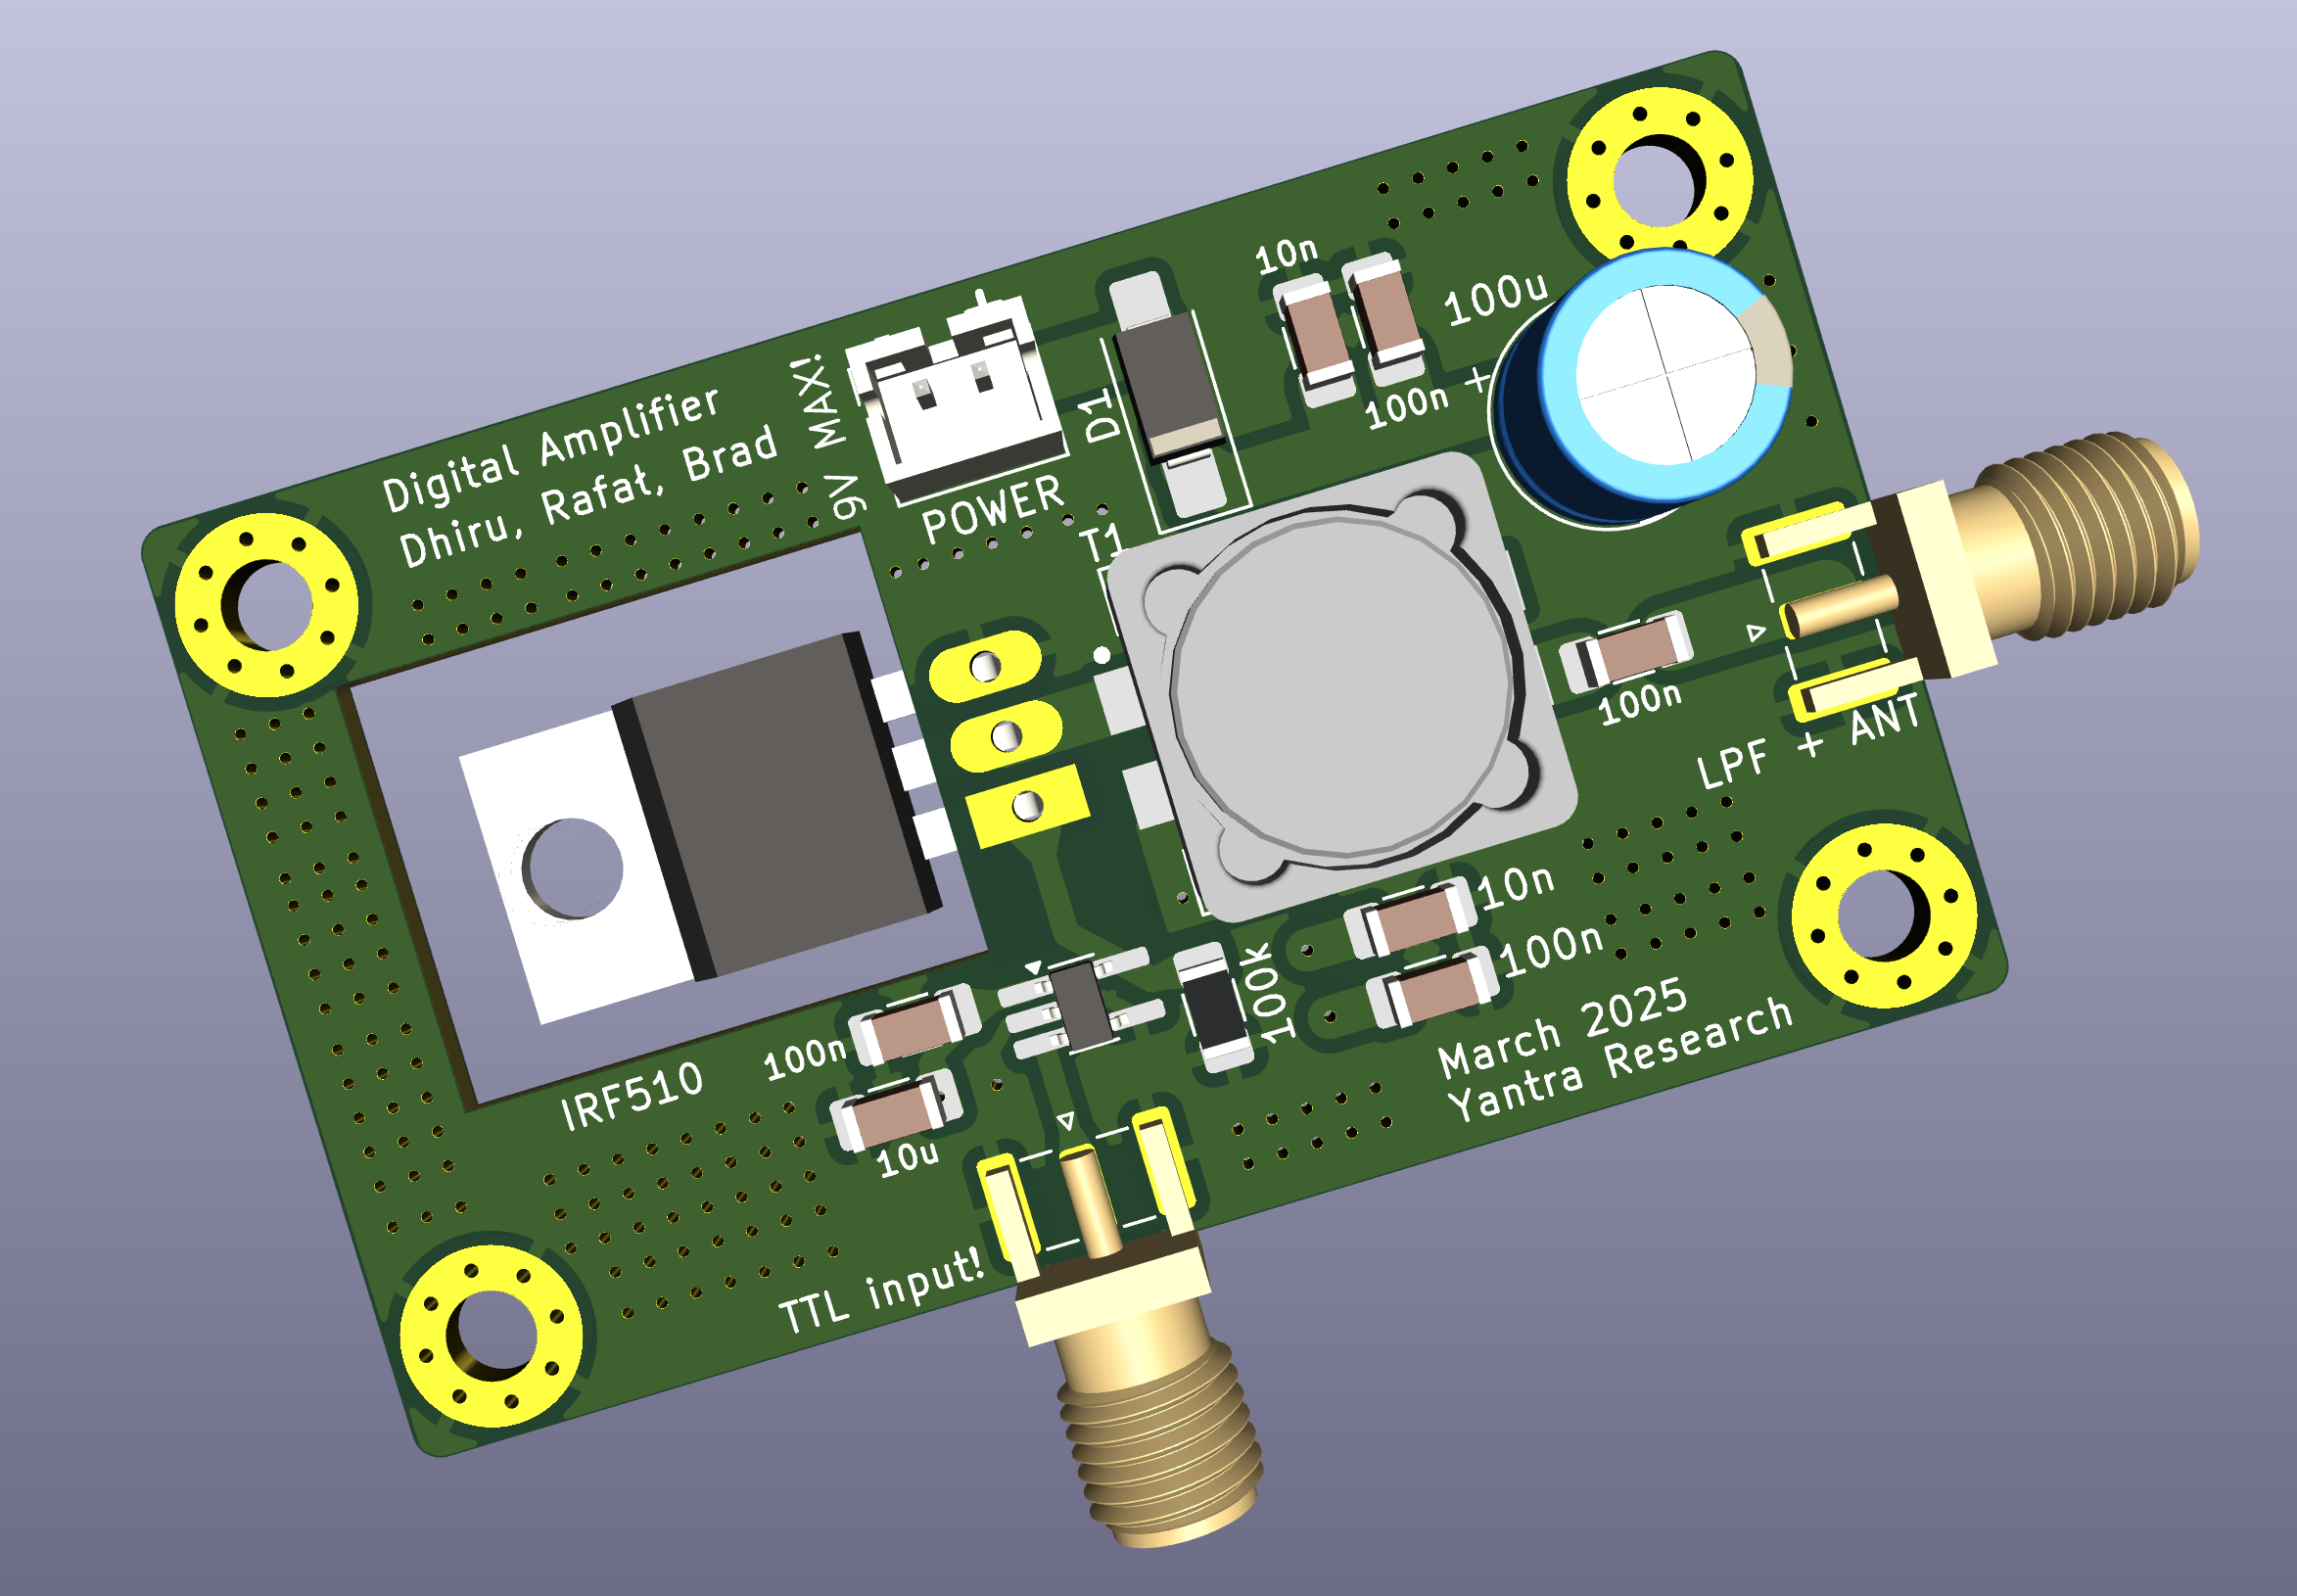 Digital Amplifier
Dhiru, Rafał, Brad
9V MAX!
POWER
D1
10n
100n
100u
+
T1
100n
LPF + ANT
10n
100n
100k
March 2025
Yantra Research
100n
10u
IRF510
TTL input!